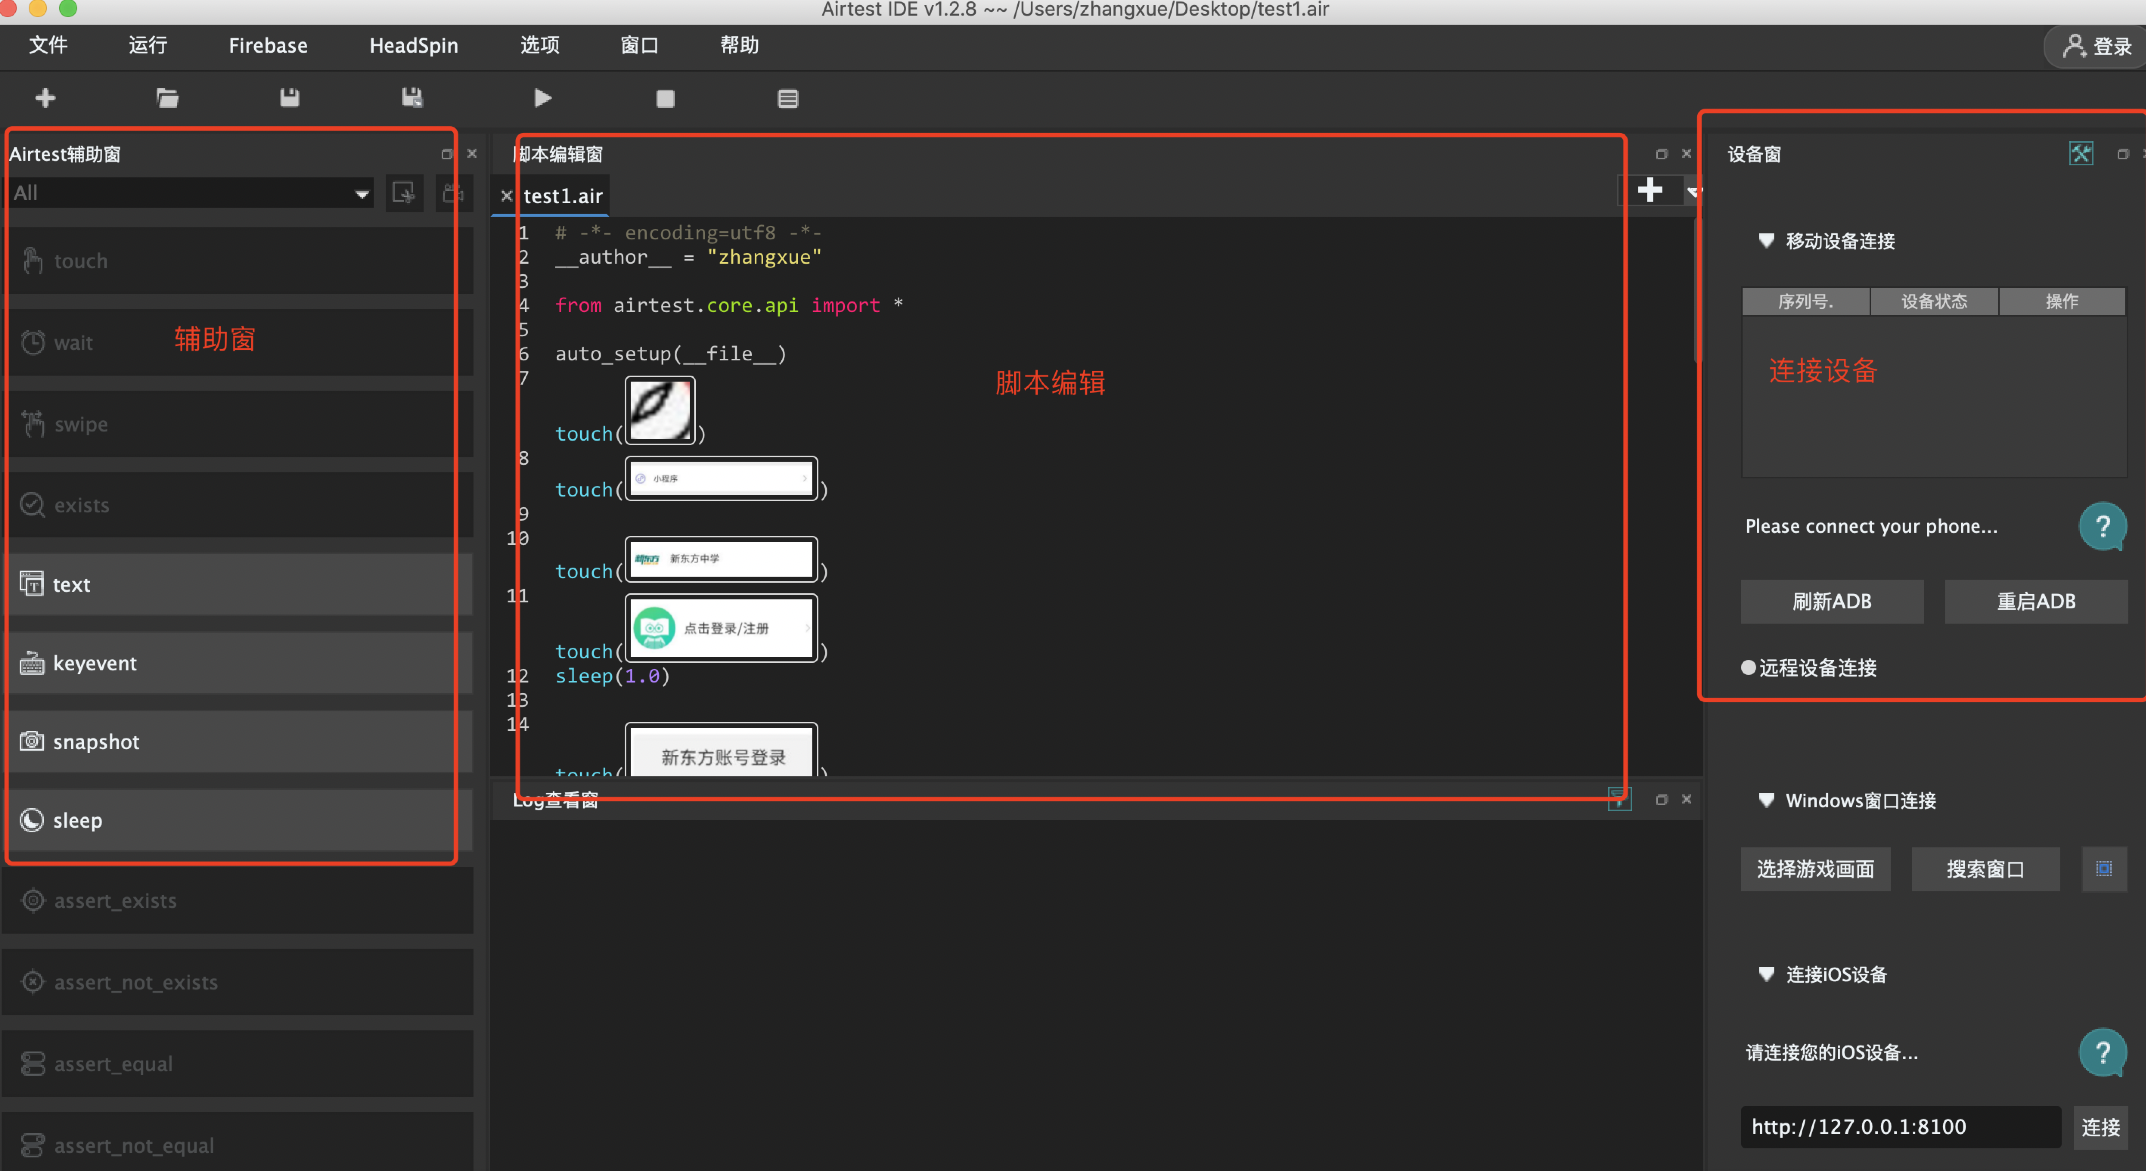 Airtest IDE v1.2.8 ~~ /Users/zhangxue/Desktop/test1.air
文件 运行 Firebase HeadSpin 选项 窗口 帮助 登录
Airtest辅助窗
All
touch
wait
辅助窗
swipe
exists
text
keyevent
snapshot
sleep
assert_exists
assert_not_exists
assert_equal
assert_not_equal
脚本编辑窗
test1.air
1 # -*- encoding=utf8 -*-
2 __author__ = "zhangxue"
3
4 from airtest.core.api import *
5
6 auto_setup(__file__)
7
脚本编辑
touch()
8
小程序
touch()
9
10
新东方 新东方中学
touch()
11
点击登录/注册
touch()
12 sleep(1.0)
13
14
新东方账号登录
touch()
Log查看窗
设备窗
移动设备连接
序列号. 设备状态 操作
连接设备
Please connect your phone...
?
刷新ADB 重启ADB
远程设备连接
Windows窗口连接
选择游戏画面 搜索窗口
连接iOS设备
请连接您的iOS设备...
?
http://127.0.0.1:8100 连接